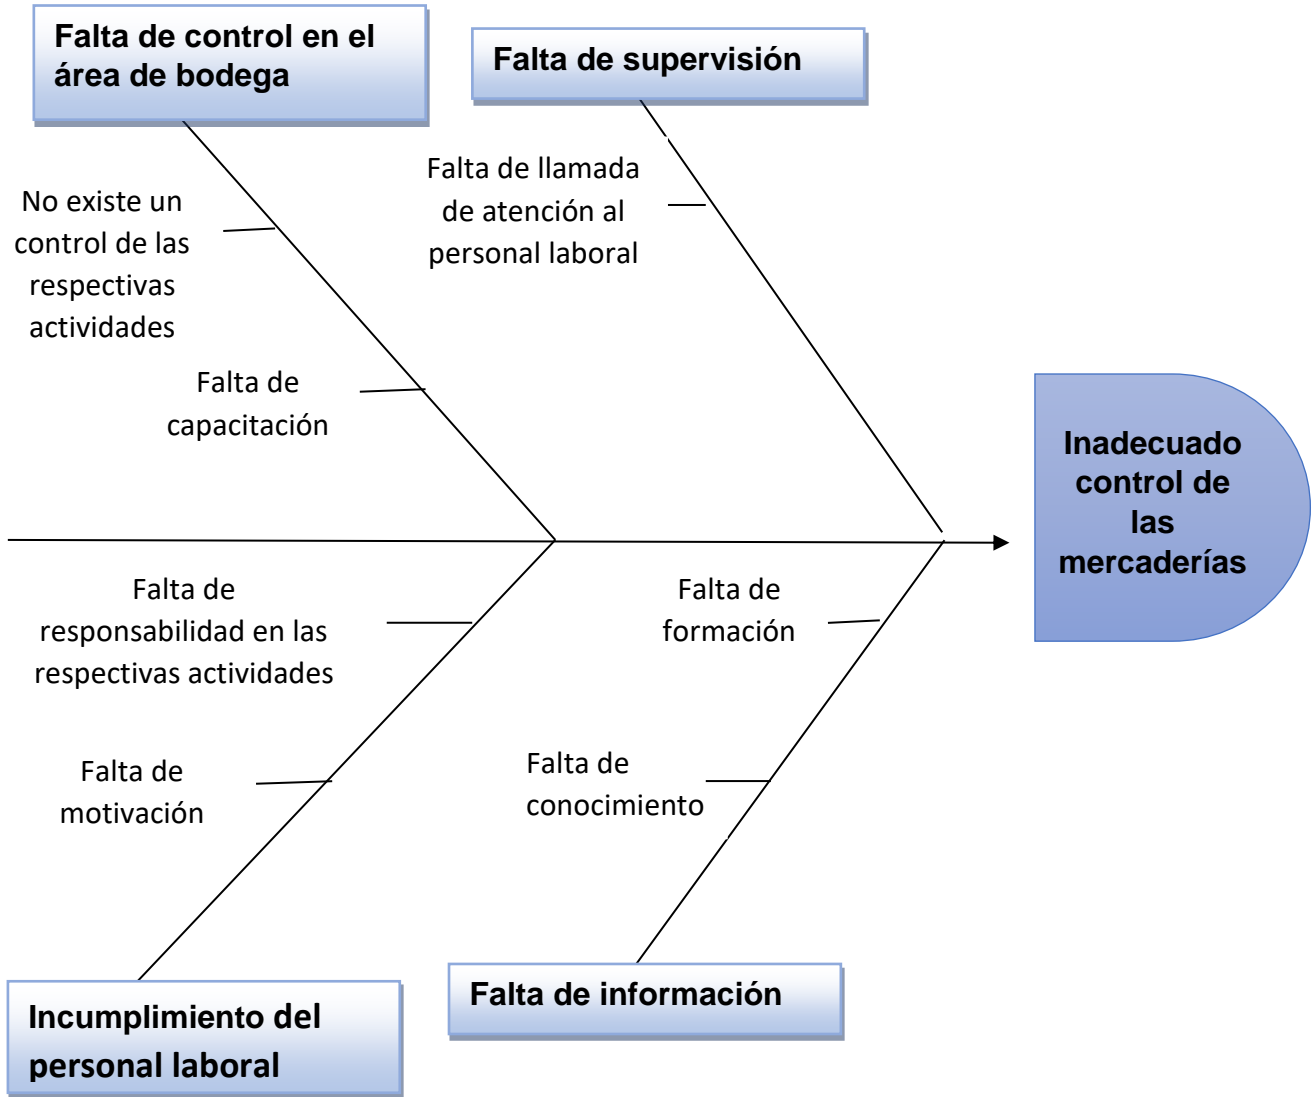 Falta de control en el
área de bodega
Falta de supervisión
No existe un
control de las
respectivas
actividades
Falta de llamada
de atención al
personal laboral
Falta de
capacitación
Inadecuado
control de
las
mercaderías
Falta de
responsabilidad en las
respectivas actividades
Falta de
formación
Falta de
motivación
Falta de
conocimiento
Incumplimiento del
personal laboral
Falta de información